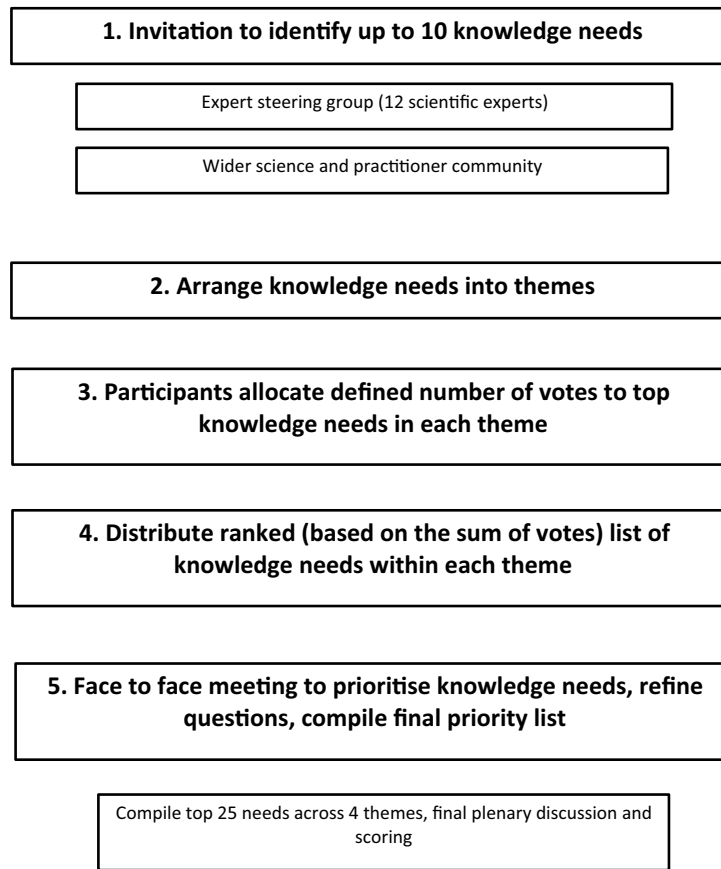 1. Invitation to identify up to 10 knowledge needs
Expert steering group (12 scientific experts)
Wider science and practitioner community
2. Arrange knowledge needs into themes
3. Participants allocate defined number of votes to top
knowledge needs in each theme
4. Distribute ranked (based on the sum of votes) list of
knowledge needs within each theme
5. Face to face meeting to prioritise knowledge needs, refine
questions, compile final priority list
Compile top 25 needs across 4 themes, final plenary discussion and
scoring